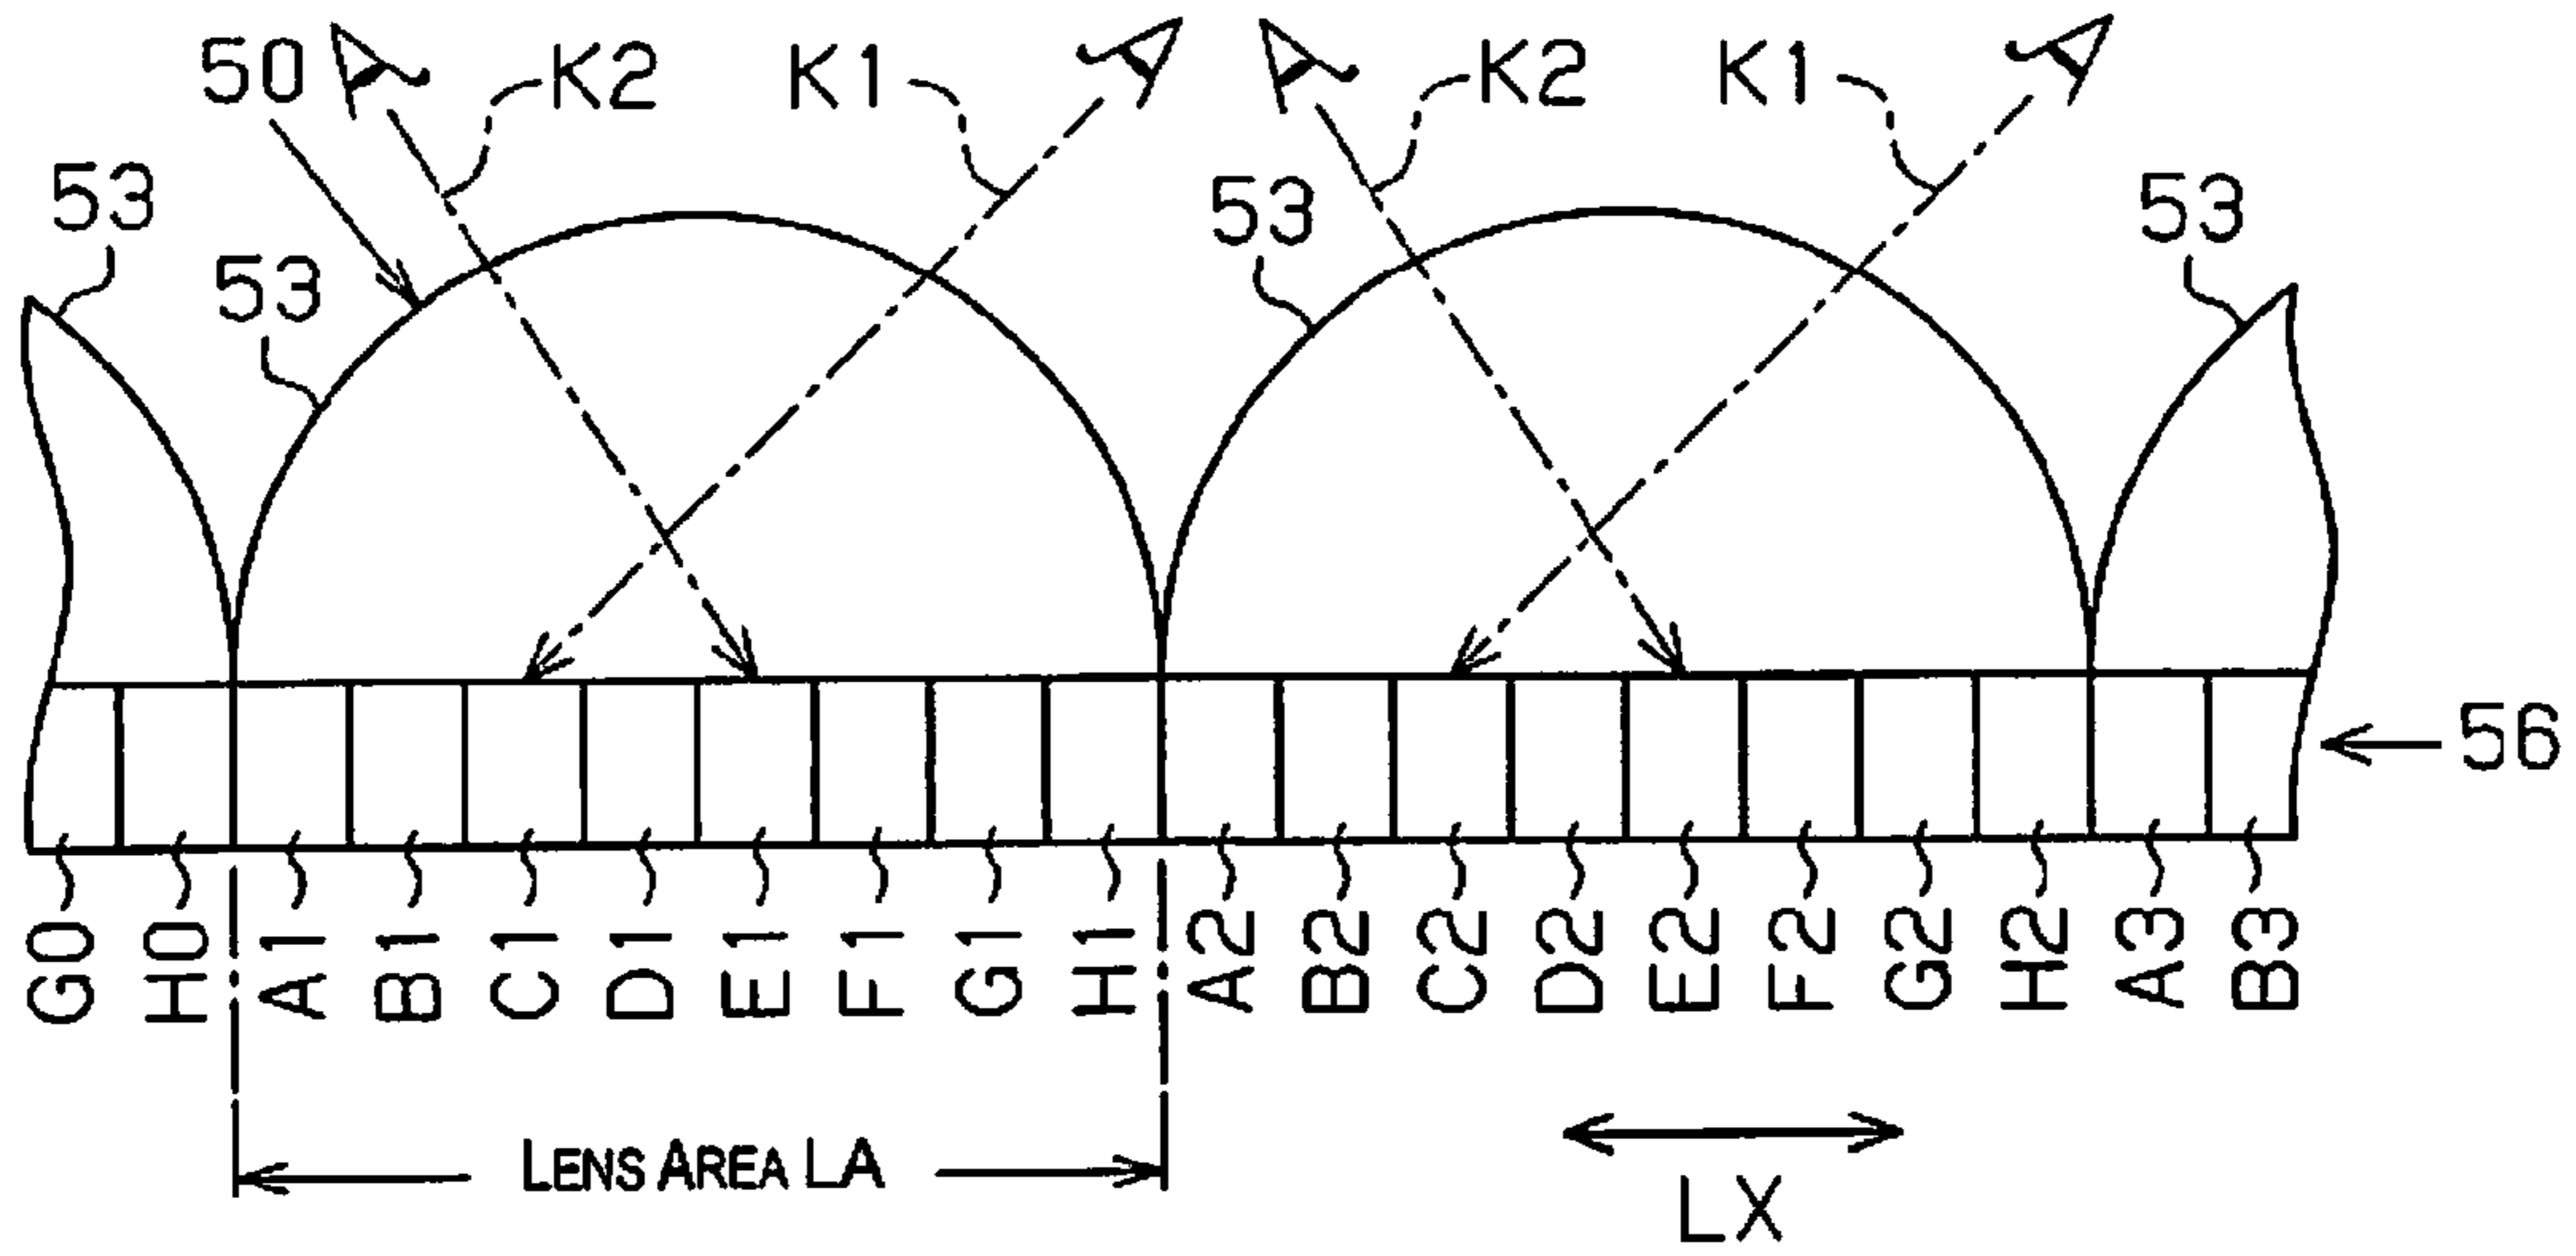 50 K2 K1 K2 K1
53 53 53 53
56
G0 H0 A1 B1 C1 D1 E1 F1 G1 H1 A2 B2 C2 D2 E2 F2 G2 H2 A3 B3
LENS AREA LA
LX